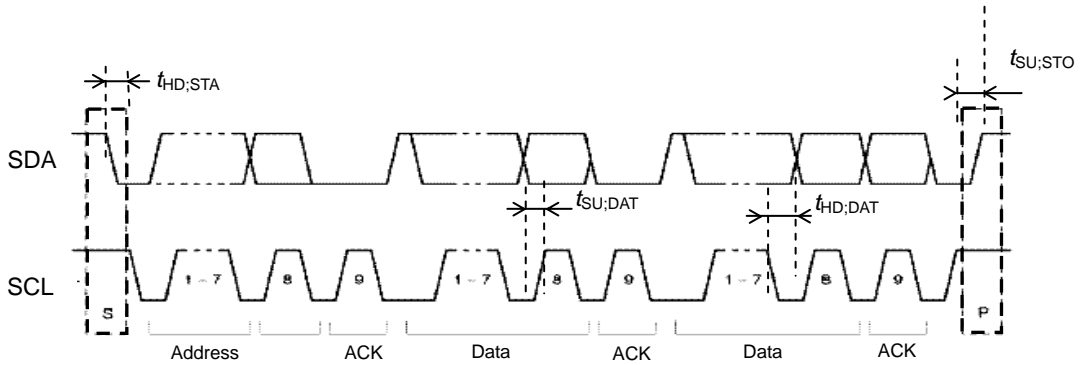 tHD;STA
tSU;STO
SDA
tSU;DAT
tHD;DAT
SCL
1 – 7 8 9 1 – 7 8 9 1 – 7 8 9
S P
Address ACK Data ACK Data ACK